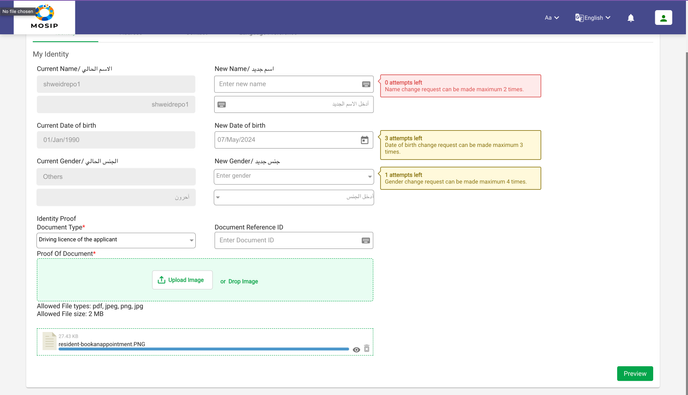 No file chosen
MOSIP
Aa
English
My Identity
Current Name/ الاسم الحالي
shweidrepo1
shweidrepo1
New Name/ اسم جديد
Enter new name
أدخل الاسم الجديد
0 attempts left
Name change request can be made maximum 2 times.
Current Date of birth
01/Jan/1990
New Date of birth
07/May/2024
3 attempts left
Date of birth change request can be made maximum 3
times.
Current Gender/ الجنس الحالي
Others
آخرون
New Gender/ جنس جديد
Enter gender
أدخل الجنس
1 attempts left
Gender change request can be made maximum 4 times.
Identity Proof
Document Type*
Driving licence of the applicant
Document Reference ID
Enter Document ID
Proof Of Document*
Upload Image
or Drop Image
Allowed File types: pdf, jpeg, png, jpg
Allowed File size: 2 MB
27.43 KB
resident-bookanappointment.PNG
Preview